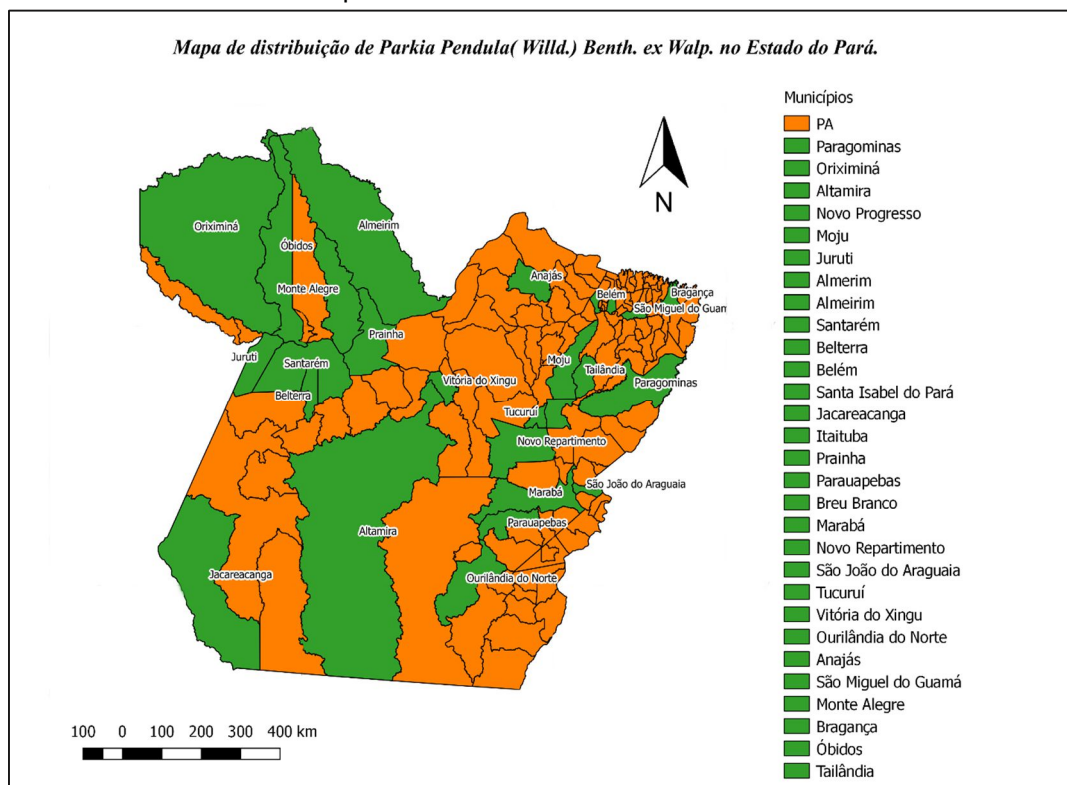 Mapa de distribuição de Parkia Pendula( Willd.) Benth. ex Walp. no Estado do Pará.
Municípios
PA
Paragominas
Oriximiná
Altamira
Novo Progresso
Moju
Juruti
Almerim
Almeirim
Santarém
Belterra
Belém
Santa Isabel do Pará
Jacareacanga
Itaituba
Prainha
Parauapebas
Breu Branco
Marabá
Novo Repartimento
São João do Araguaia
Tucuruí
Vitória do Xingu
Ourilândia do Norte
Anajás
São Miguel do Guamá
Monte Alegre
Bragança
Óbidos
Tailândia
N
Oriximiná
Almeirim
Óbidos
Monte Alegre
Anajás
Belém
Bragança
São Miguel do Guam
Prainha
Juruti
Santarém
Belterra
Vitória do Xingu
Moju
Tailândia
Paragominas
Tucuruí
Novo Repartimento
São João do Araguaia
Marabá
Parauapebas
Altamira
Jacareacanga
Ourilândia do Norte
100 0 100 200 300 400 km